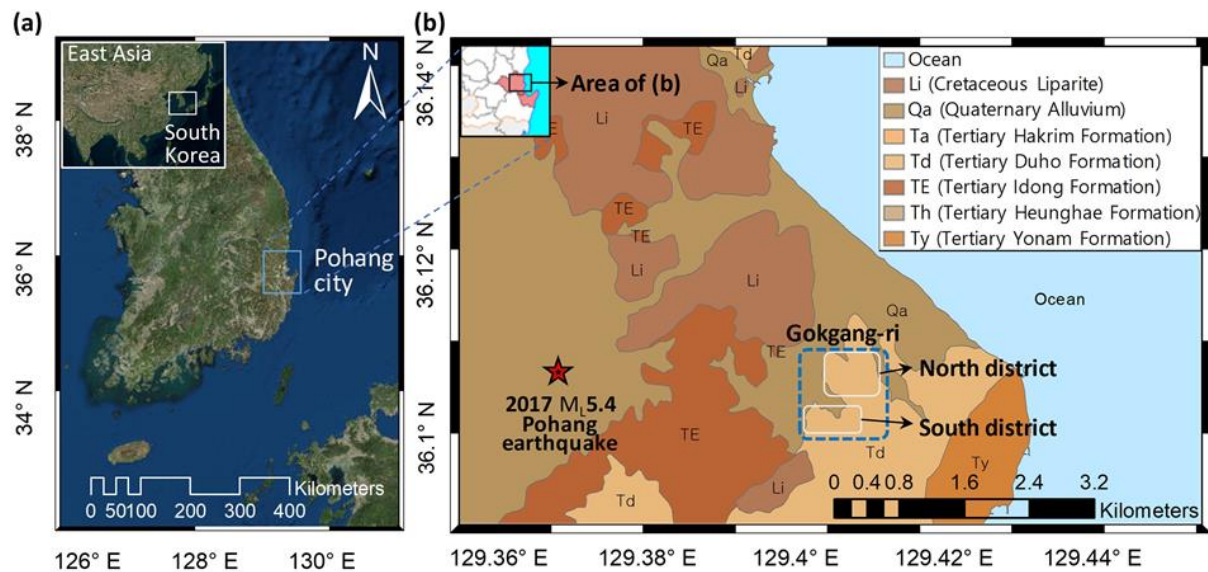 (a)
East Asia
South
Korea
N
Pohang
city
38° N
36° N
34° N
Kilometers
0 50100 200 300 400
126° E 128° E 130° E
(b)
Area of (b)
Ocean
Li (Cretaceous Liparite)
Qa (Quaternary Alluvium)
Ta (Tertiary Hakrim Formation)
Td (Tertiary Duho Formation)
TE (Tertiary Idong Formation)
Th (Tertiary Heunghae Formation)
Ty (Tertiary Yonam Formation)
36.14° N
36.12° N
36.1° N
Td
Qa
Li
Li
TE
E
TE
TE
Li
Li
Qa
Ocean
Gokgang-ri
TE
North district
2017 ML5.4
Pohang
earthquake
South district
TE
Td
Ty
Li
Td
0 0.4 0.8 1.6 2.4 3.2
Kilometers
129.36° E 129.38° E 129.4° E 129.42° E 129.44° E